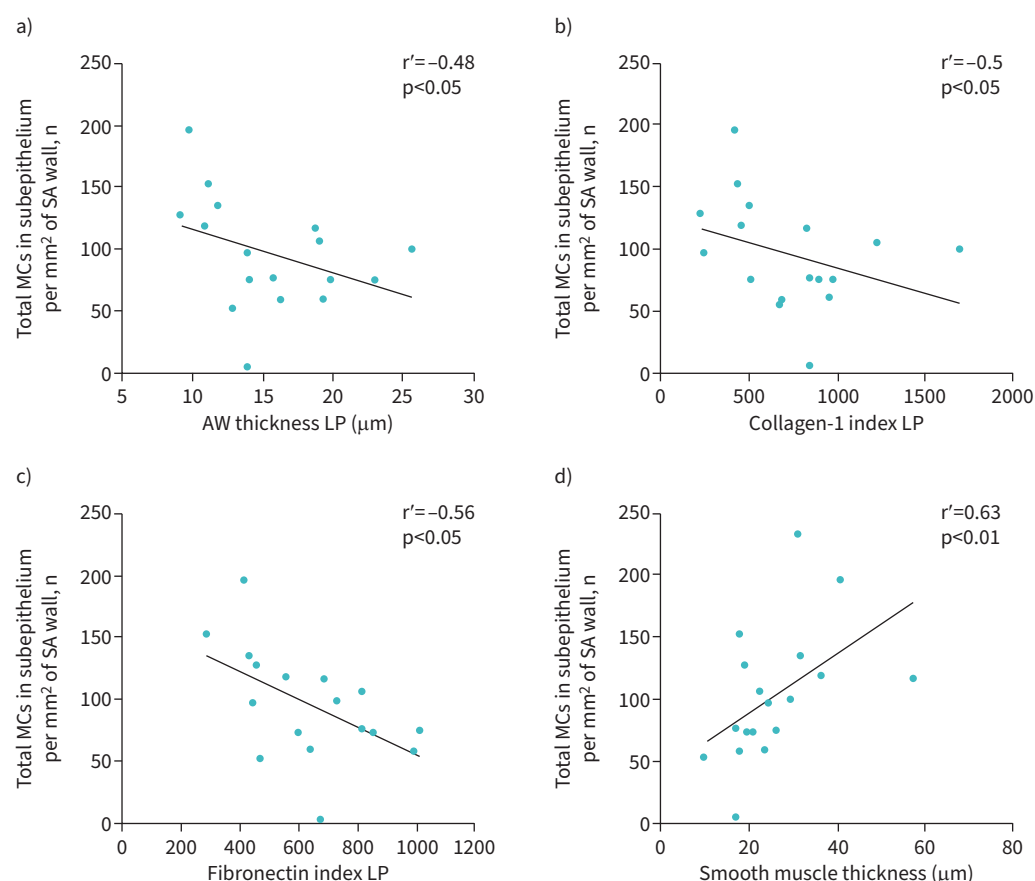 a)
r′=–0.48
p<0.05
250
200
150
100
50
0
Total MCs in subepithelium
per mm² of SA wall, n
5 10 15 20 25 30
AW thickness LP (μm)
b)
r′=–0.5
p<0.05
250
200
150
100
50
0
Total MCs in subepithelium
per mm² of SA wall, n
0 500 1000 1500 2000
Collagen-1 index LP
c)
r′=–0.56
p<0.05
250
200
150
100
50
0
Total MCs in subepithelium
per mm² of SA wall, n
0 200 400 600 800 1000 1200
Fibronectin index LP
d)
r′=0.63
p<0.01
250
200
150
100
50
0
Total MCs in subepithelium
per mm² of SA wall, n
0 20 40 60 80
Smooth muscle thickness (μm)